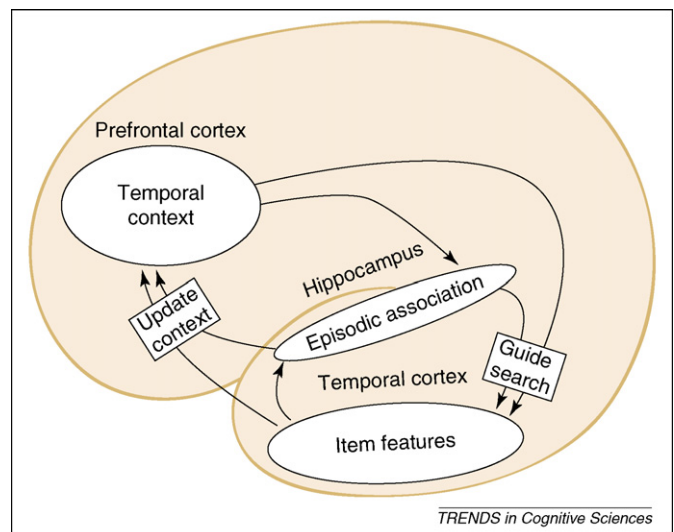 Prefrontal cortex
Temporal
context
Hippocampus
Episodic association
Update
context
Guide
search
Temporal cortex
Item features
TRENDS in Cognitive Sciences